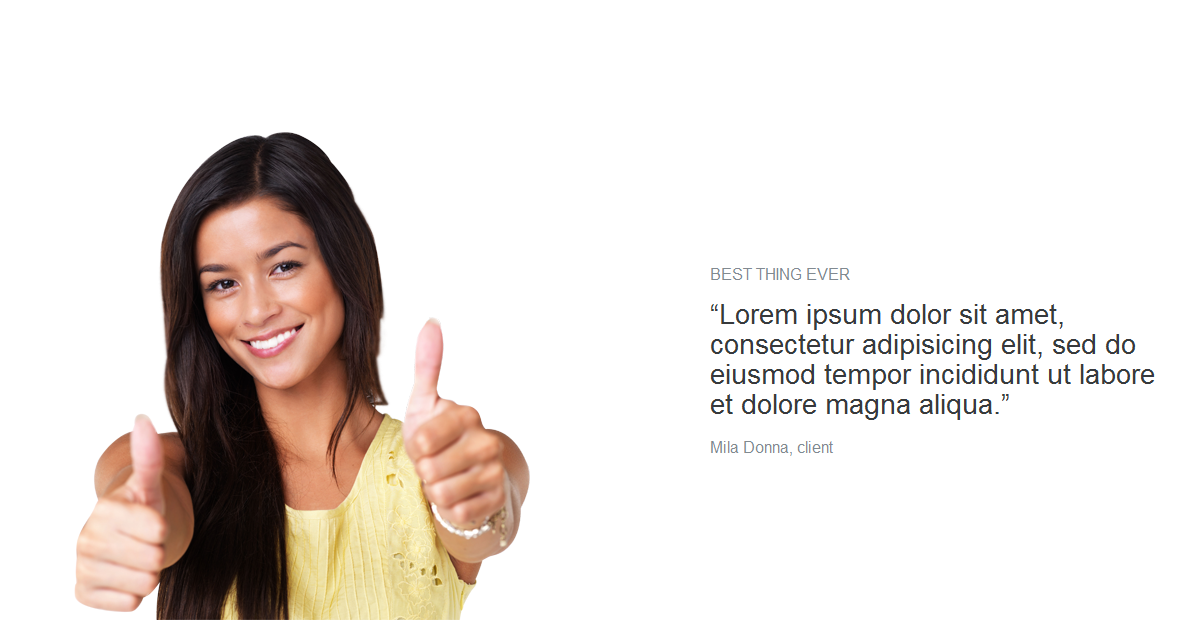 BEST THING EVER
“Lorem ipsum dolor sit amet,
consectetur adipisicing elit, sed do
eiusmod tempor incididunt ut labore
et dolore magna aliqua.”
Mila Donna, client